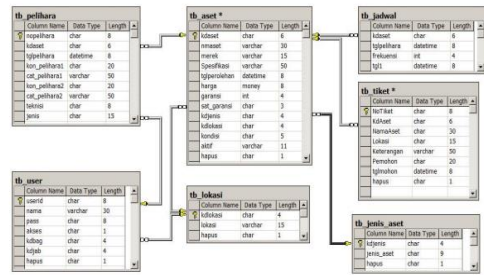 tb_pelihara
Column Name Data Type Length
nopelihara char 8
kdaset char 6
tglpelihara datetime 8
kon_pelihara1 char 20
cat_pelihara1 varchar 50
kon_pelihara2 char 20
cat_pelihara2 varchar 50
teknisi char 8
jenis char 15
tb_aset *
Column Name Data Type Length
kdaset char 6
nmaset varchar 30
merek varchar 15
Spesifikasi varchar 50
tglperolehan datetime 8
harga money 8
garansi int 4
sat_garansi char 3
kdjenis char 4
kdlokasi char 4
kondisi char 5
aktif varchar 11
hapus char 1
tb_jadwal
Column Name Data Type Length
kdaset char 6
tglpelihara datetime 8
frekuensi int 4
tgl1 datetime 8
tb_tiket *
Column Name Data Type Length
NoTiket char 8
KdAset char 6
NamaAset char 30
Lokasi char 15
Keterangan varchar 50
Pemohon char 20
tglmohon datetime 8
hapus char 1
tb_user
Column Name Data Type Length
userid char 8
nama varchar 30
pass char 8
akses char 1
kdbag char 4
kdjab char 4
hapus char 1
tb_lokasi
Column Name Data Type Length
kdlokasi char 4
lokasi varchar 15
hapus char 1
tb_jenis_aset
Column Name Data Type Length
kdjenis char 4
jenis_aset char 9
hapus char 1